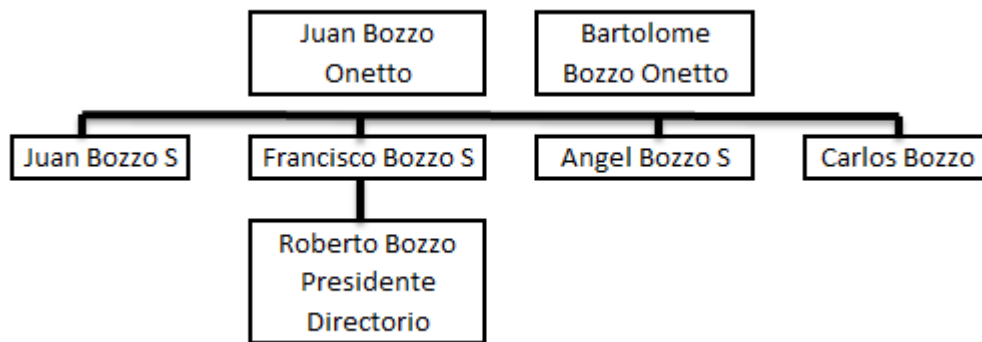 Juan Bozzo
Onetto
Bartolome
Bozzo Onetto
Juan Bozzo S
Francisco Bozzo S
Angel Bozzo S
Carlos Bozzo
Roberto Bozzo
Presidente
Directorio